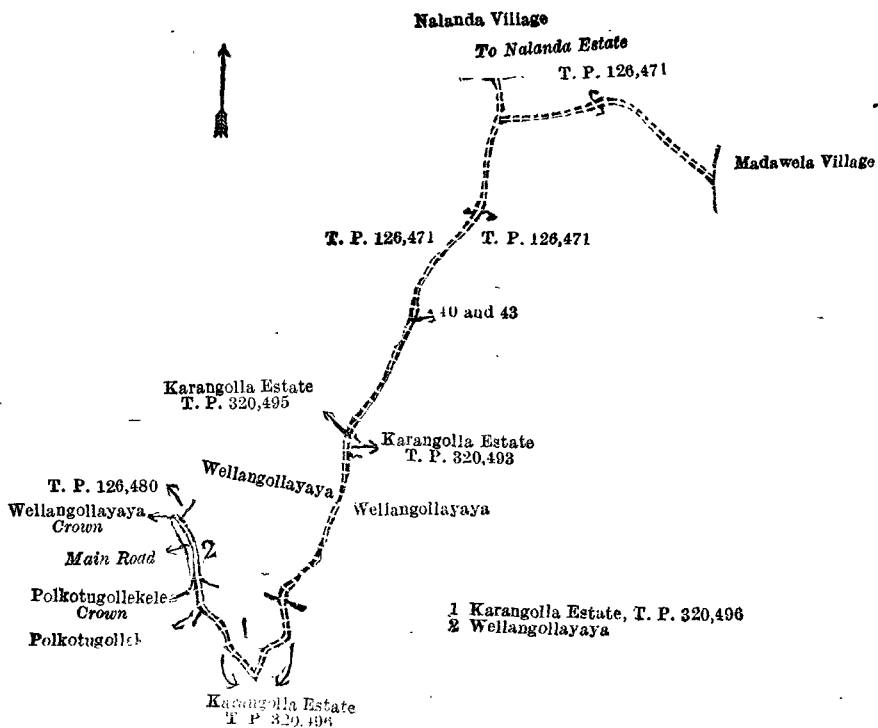 Nalanda Village
To Nalanda Estate
T. P. 126,471
Madawela Village
T. P. 126,471
T. P. 126,471
40 and 43
Karangolla Estate
T. P. 320,495
Karangolla Estate
T. P. 320,493
Wellangollayaya
Wellangollayaya
T. P. 126,480
Wellangollayaya
Crown
Main Road
2
Polkotugollekele
Crown
1
1 Karangolla Estate, T. P. 320,496
2 Wellangollayaya
Karangolla Estate
T P 320,496